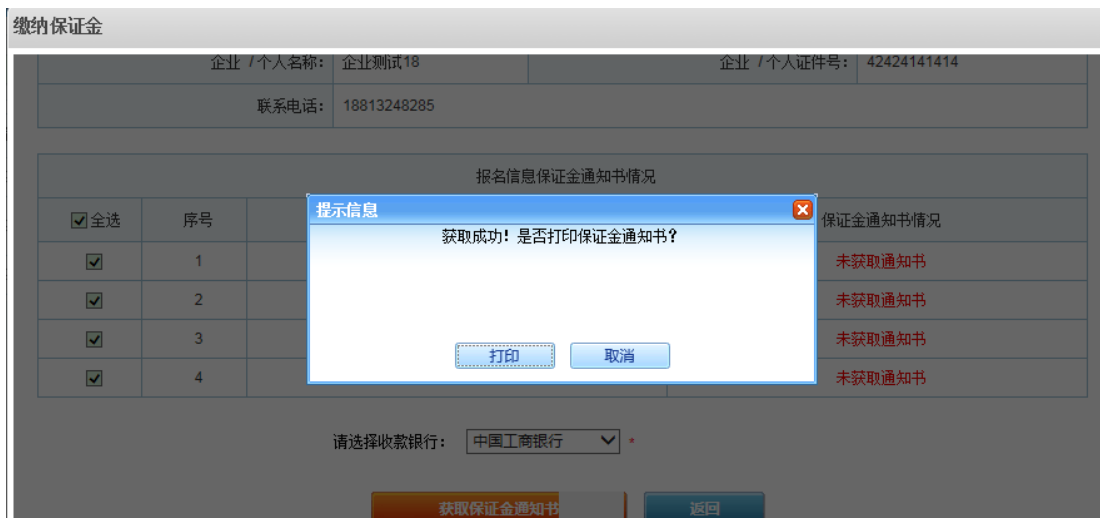 缴纳保证金
企业 /个人名称： 企业测试18 企业 /个人证件号： 42424141414
联系电话： 18813248285
报名信息保证金通知书情况
全选 序号 保证金通知书情况
提示信息
获取成功！是否打印保证金通知书？
1 未获取通知书
2 未获取通知书
3 未获取通知书
打印 取消
4 未获取通知书
请选择收款银行： 中国工商银行 *
获取保证金通知书 返回